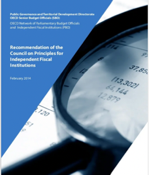 Public Governance and Territorial Development Directorate
OECD Senior Budget Officials (SBO)
OECD Network of Parliamentary Budget Officials
and Independent Fiscal Institutions (PBO)
Recommendation of the
Council on Principles for
Independent Fiscal
Institutions
February 2014